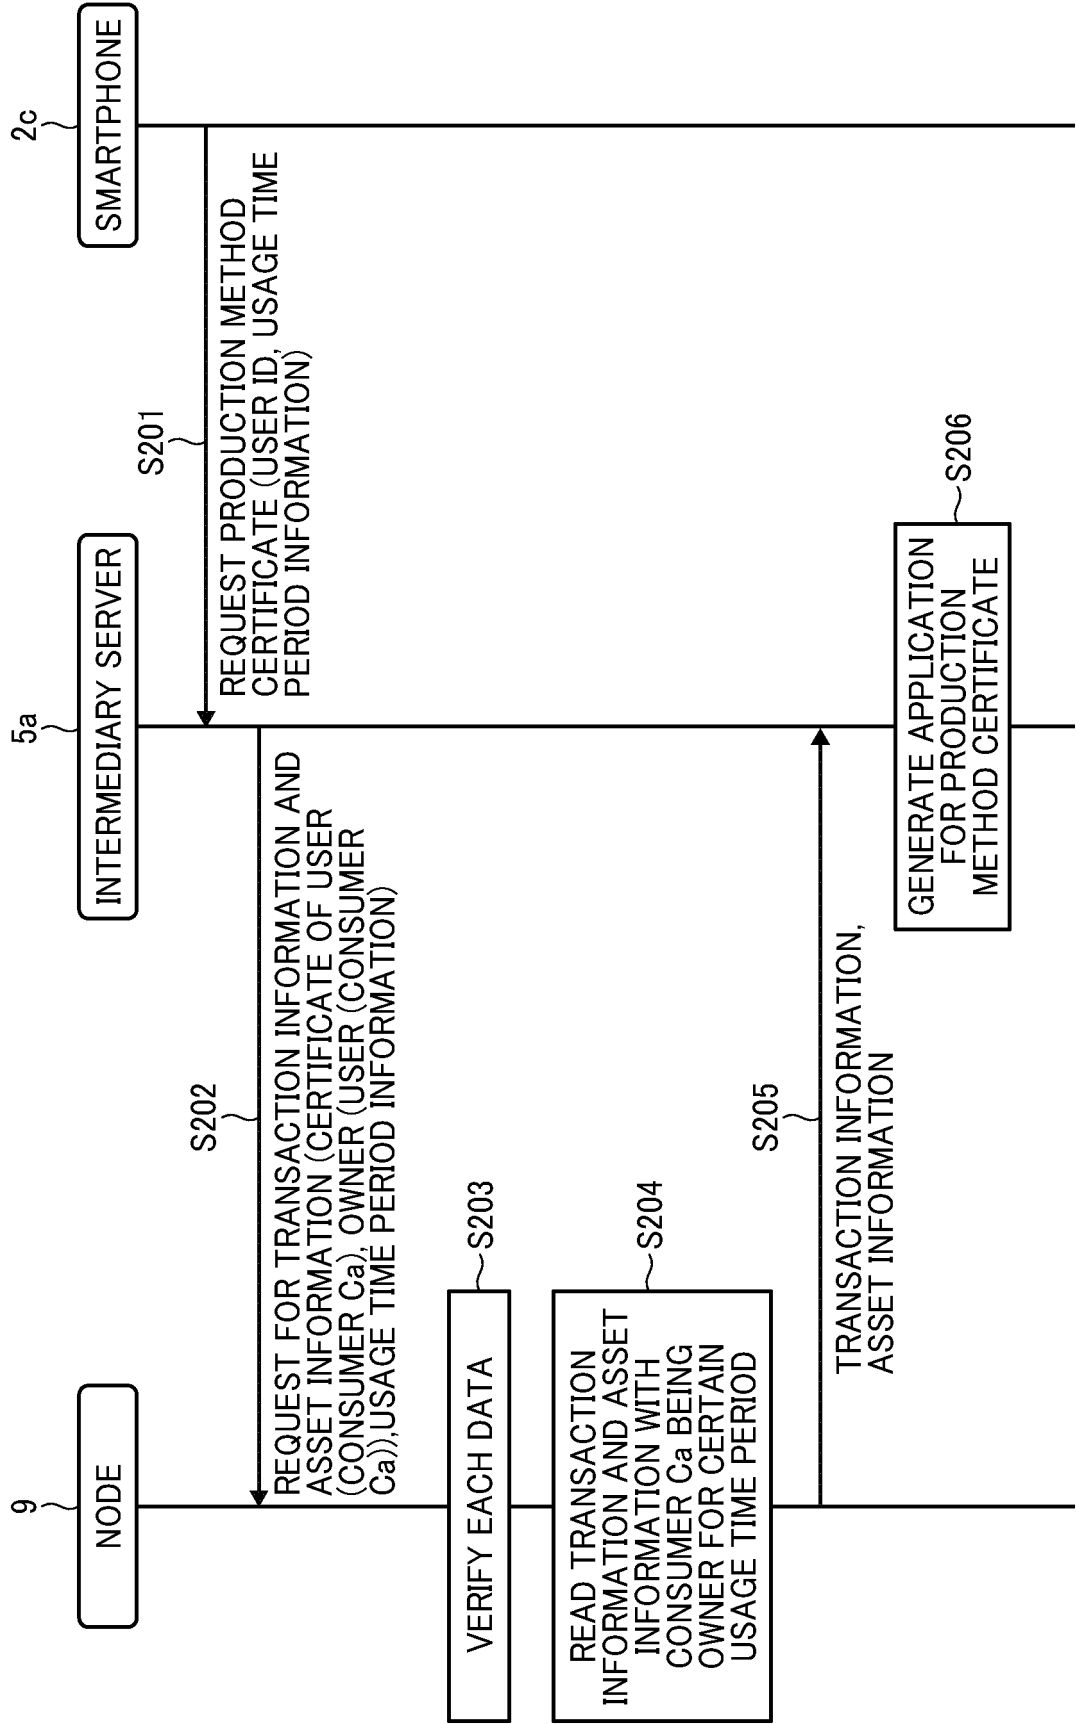 9
NODE
5a
INTERMEDIARY SERVER
2c
SMARTPHONE
S201
REQUEST PRODUCTION METHOD
CERTIFICATE (USER ID, USAGE TIME
PERIOD INFORMATION)
S202
REQUEST FOR TRANSACTION INFORMATION AND
ASSET INFORMATION (CERTIFICATE OF USER
(CONSUMER Ca), OWNER (USER (CONSUMER
Ca)),USAGE TIME PERIOD INFORMATION)
VERIFY EACH DATA
S203
READ TRANSACTION
INFORMATION AND ASSET
INFORMATION WITH
CONSUMER Ca BEING
OWNER FOR CERTAIN
USAGE TIME PERIOD
S204
S205
TRANSACTION INFORMATION,
ASSET INFORMATION
GENERATE APPLICATION
FOR PRODUCTION
METHOD CERTIFICATE
S206